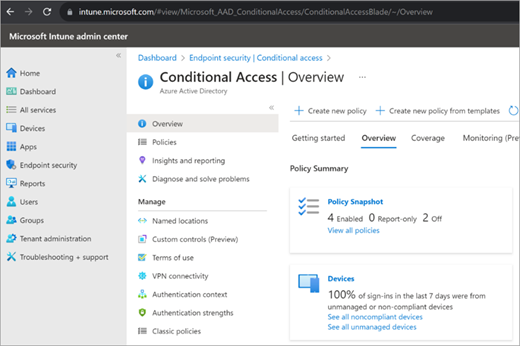 intune.microsoft.com/#view/Microsoft_AAD_ConditionalAccess/ConditionalAccessBlade/~/Overview
Microsoft Intune admin center
Home
Dashboard
All services
Devices
Apps
Endpoint security
Reports
Users
Groups
Tenant administration
Troubleshooting + support
Dashboard > Endpoint security | Conditional access >
Conditional Access | Overview ...
Azure Active Directory
Overview
Policies
Insights and reporting
Diagnose and solve problems
Manage
Named locations
Custom controls (Preview)
Terms of use
VPN connectivity
Authentication context
Authentication strengths
Classic policies
+ Create new policy + Create new policy from templates
Getting started Overview Coverage Monitoring (Pre
Policy Summary
Policy Snapshot
4 Enabled 0 Report-only 2 Off
View all policies
Devices
100% of sign-ins in the last 7 days were from
unmanaged or non-compliant devices
See all noncompliant devices
See all unmanaged devices